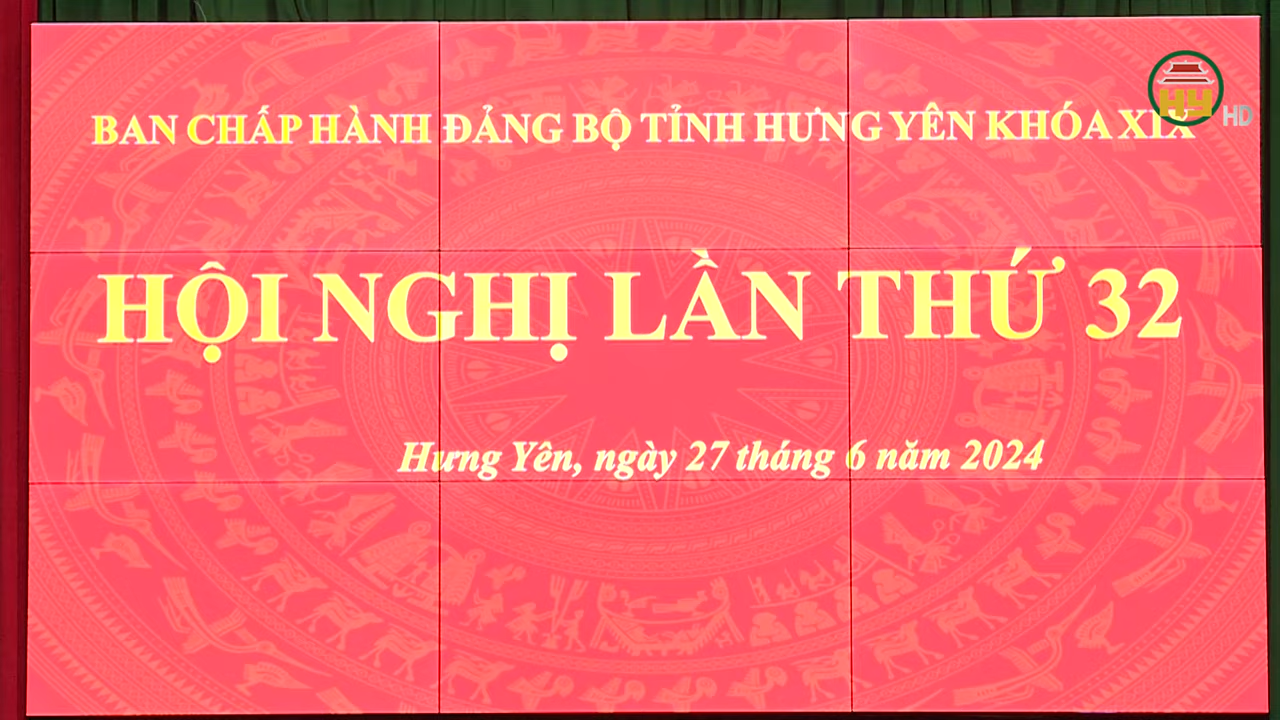 BAN CHẤP HÀNH ĐẢNG BỘ TỈNH HƯNG YÊN KHÓA XIX
HY HD
HỘI NGHỊ LẦN THỨ 32
Hưng Yên, ngày 27 tháng 6 năm 2024